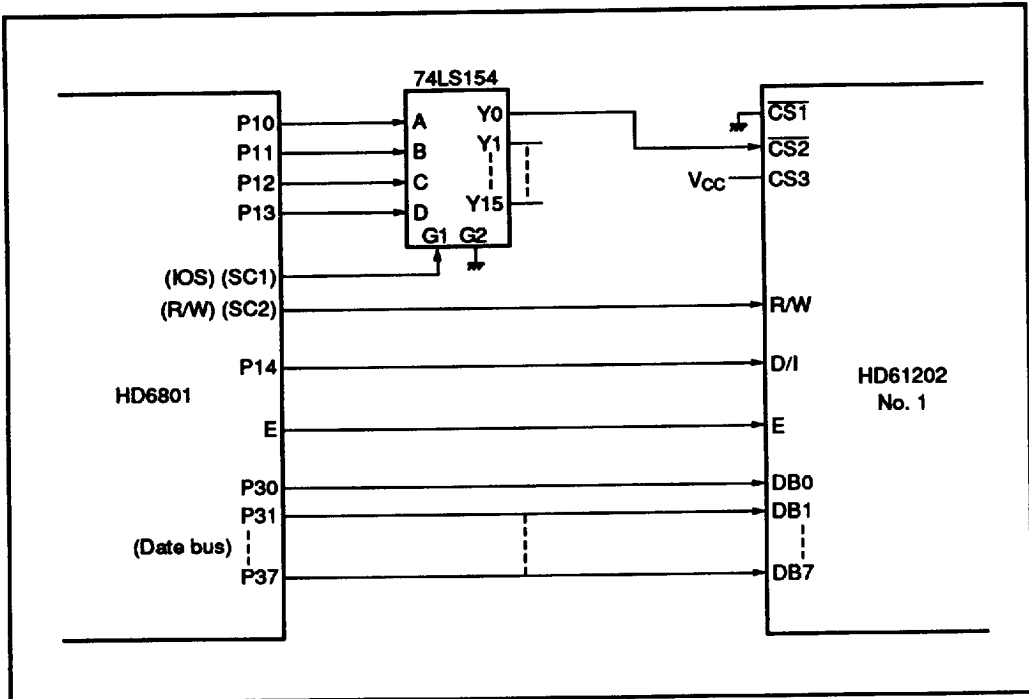 74LS154
P10
P11
P12
P13
A
B
C
D
Y0
Y1
Y15
G1 G2
(IOS) (SC1)
(R/W) (SC2)
P14
HD6801
E
P30
P31
(Date bus)
P37
CS1
CS2
VCC
CS3
R/W
D/I
HD61202
No. 1
E
DB0
DB1
DB7